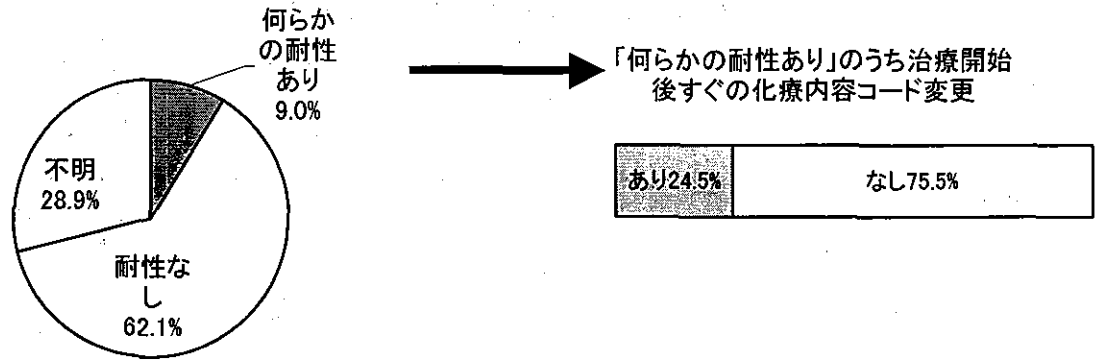 何らか
の耐性
あり
9.0%
不明
28.9%
耐性な
し
62.1%
「何らかの耐性あり」のうち治療開始
後すぐの化療内容コード変更
あり24.5%
なし75.5%